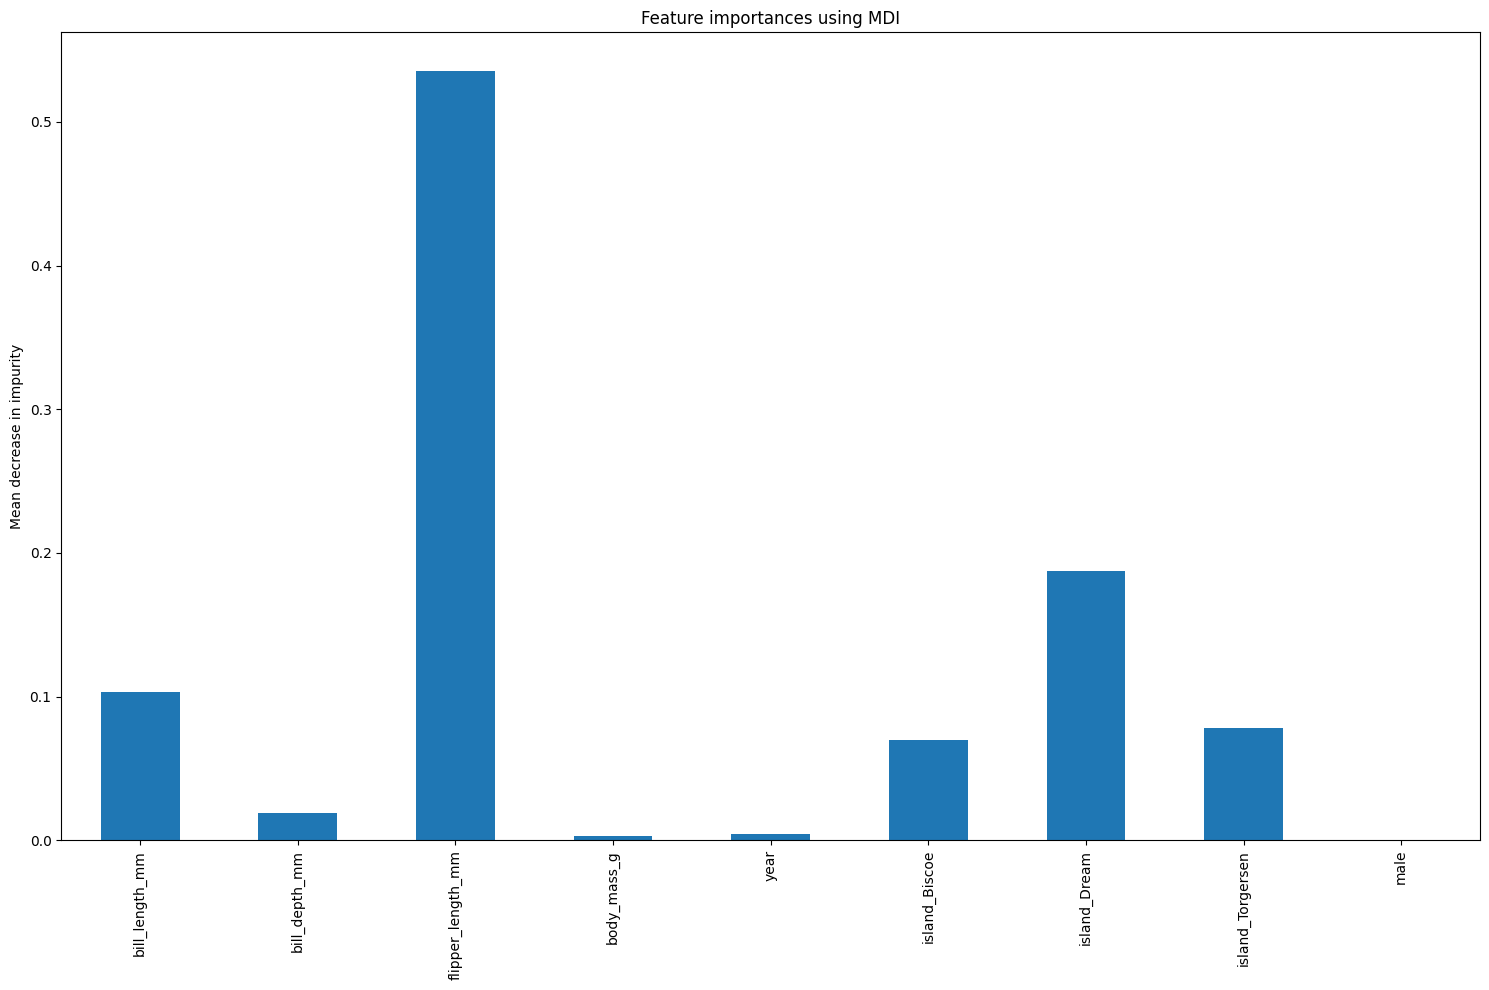 Feature importances using MDI
Mean decrease in impurity
0.5
0.4
0.3
0.2
0.1
0.0
bill_length_mm
bill_depth_mm
flipper_length_mm
body_mass_g
year
island_Biscoe
island_Dream
island_Torgersen
male